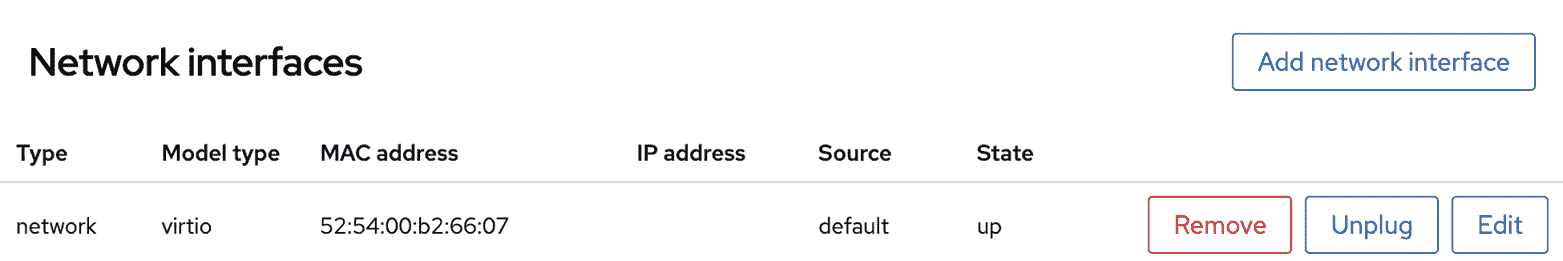 Network interfaces
Add network interface
Type Model type MAC address IP address Source State
network virtio 52:54:00:b2:66:07 default up Remove Unplug Edit